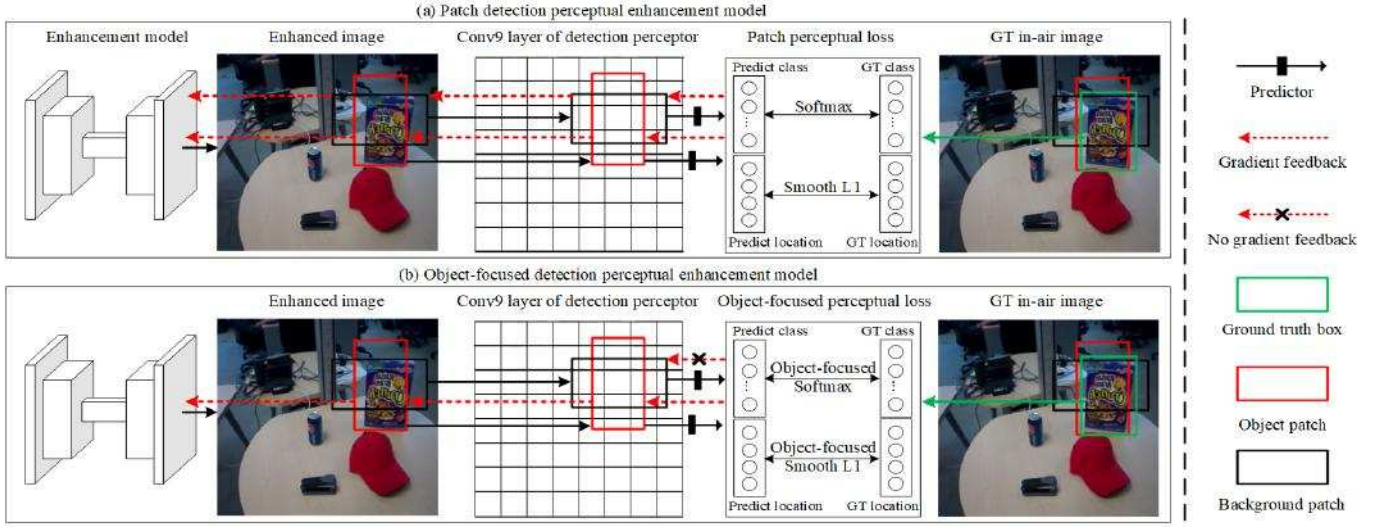 (a) Patch detection perceptual enhancement model
Enhancement model
Enhanced image
Conv9 layer of detection perceptor
Patch perceptual loss
GT in-air image
Predict class
GT class
Softmax
Smooth L1
Predict location
GT location
(b) Object-focused detection perceptual enhancement model
Enhanced image
Conv9 layer of detection perceptor
Object-focused perceptual loss
GT in-air image
Predict class
GT class
Object-focused
Softmax
Object-focused
Smooth L1
Predict location
GT location
Predictor
Gradient feedback
No gradient feedback
Ground truth box
Object patch
Background patch